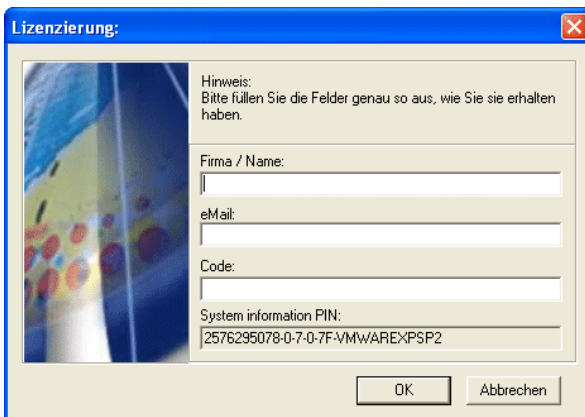 Lizenzierung:
Hinweis:
Bitte füllen Sie die Felder genau so aus, wie Sie sie erhalten
haben.
Firma / Name:
eMail:
Code:
System information PIN:
2576295078-0-7-0-7F-VMWAREXPSP2
OK
Abbrechen